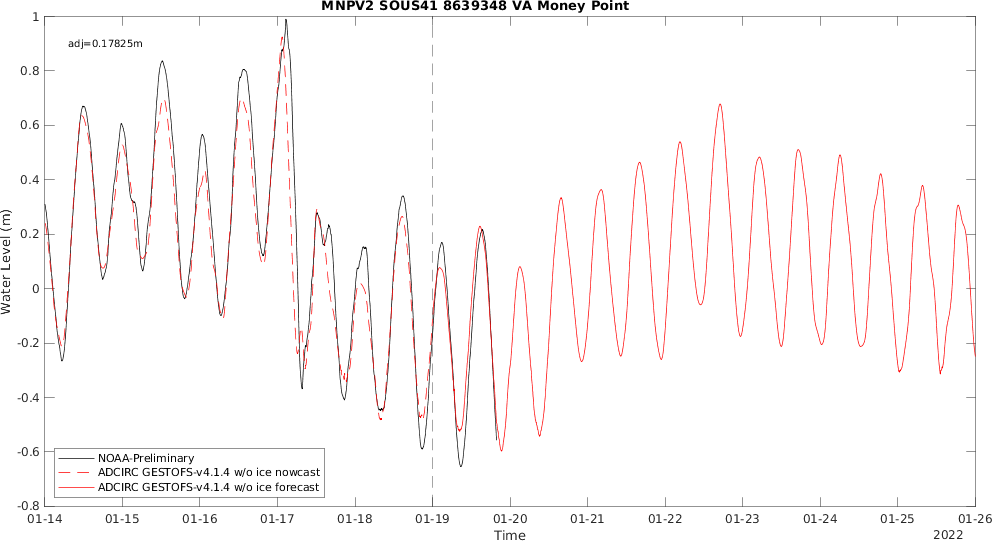 MNPV2 SOUS41 8639348 VA Money Point
adj=0.17825m
Water Level (m)
1
0.8
0.6
0.4
0.2
0
-0.2
-0.4
-0.6
-0.8
NOAA-Preliminary
ADCIRC GESTOFS-v4.1.4 w/o ice nowcast
ADCIRC GESTOFS-v4.1.4 w/o ice forecast
01-14 01-15 01-16 01-17 01-18 01-19 01-20 01-21 01-22 01-23 01-24 01-25 01-26
Time
2022